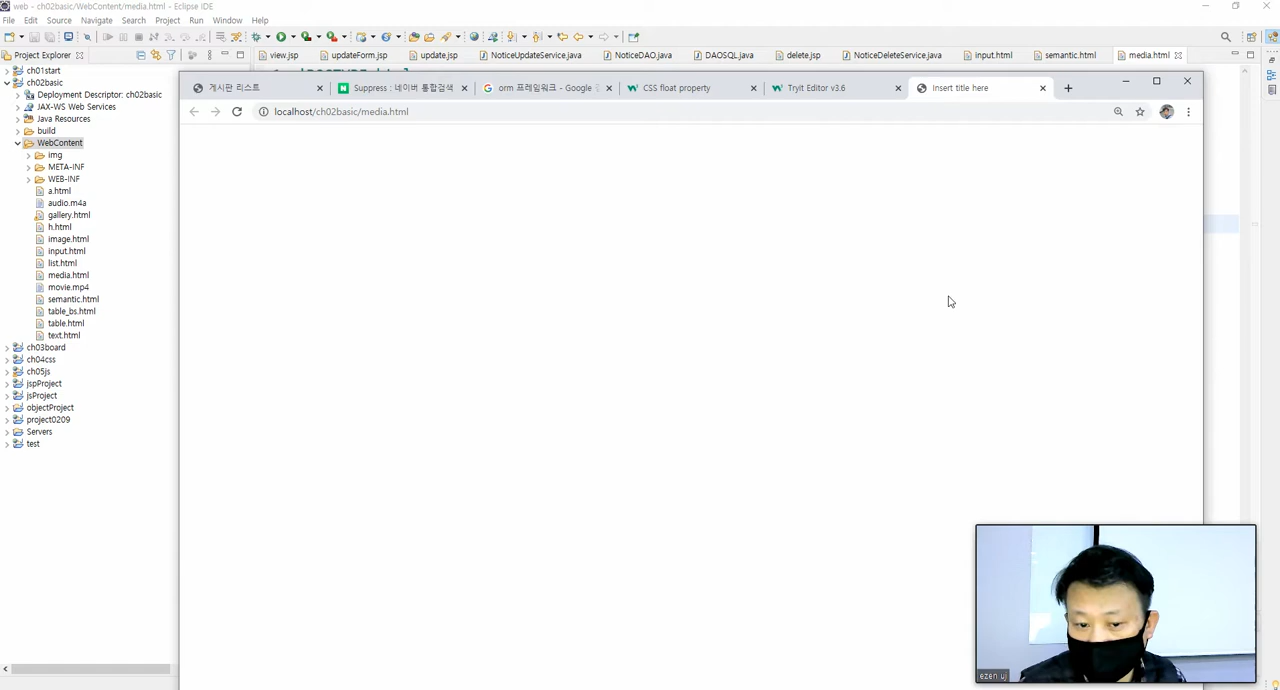 web - ch02basic/WebContent/media.html - Eclipse IDE
File Edit Source Navigate Search Project Run Window Help
Project Explorer
view.jsp updateForm.jsp update.jsp NoticeUpdateService.java NoticeDAO.java DAOSQL.java delete.jsp NoticeDeleteService.java input.html semantic.html media.html
게시판 리스트 Suppress : 네이버 통합검색 orm 프레임워크 - Google CSS float property Tryit Editor v3.6 Insert title here
localhost/ch02basic/media.html
ch01start
ch02basic
Deployment Descriptor: ch02basic
JAX-WS Web Services
Java Resources
build
WebContent
img
META-INF
WEB-INF
a.html
audio.m4a
gallery.html
h.html
image.html
input.html
list.html
media.html
movie.mp4
semantic.html
table_bs.html
table.html
text.html
ch03board
ch04css
ch05js
jspProject
jsProject
objectProject
project0209
Servers
test
ezen yj